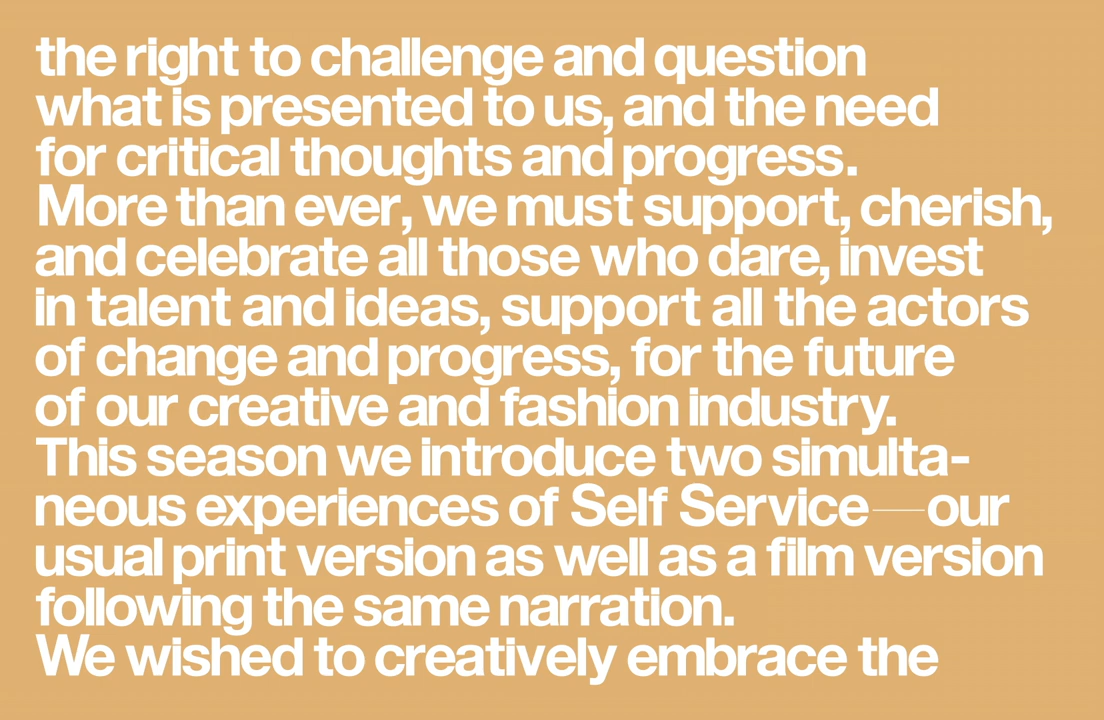 the right to challenge and question
what is presented to us, and the need
for critical thoughts and progress.
More than ever, we must support, cherish,
and celebrate all those who dare, invest
in talent and ideas, support all the actors
of change and progress, for the future
of our creative and fashion industry.
This season we introduce two simulta-
neous experiences of Self Service—our
usual print version as well as a film version
following the same narration.
We wished to creatively embrace the